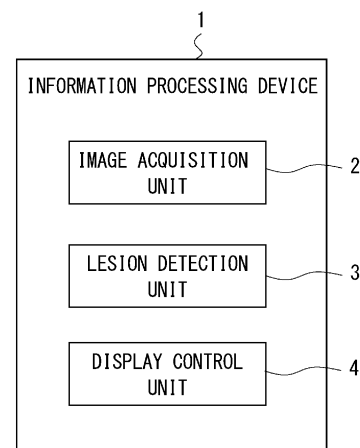 1
INFORMATION PROCESSING DEVICE
IMAGE ACQUISITION
UNIT
2
LESION DETECTION
UNIT
3
DISPLAY CONTROL
UNIT
4